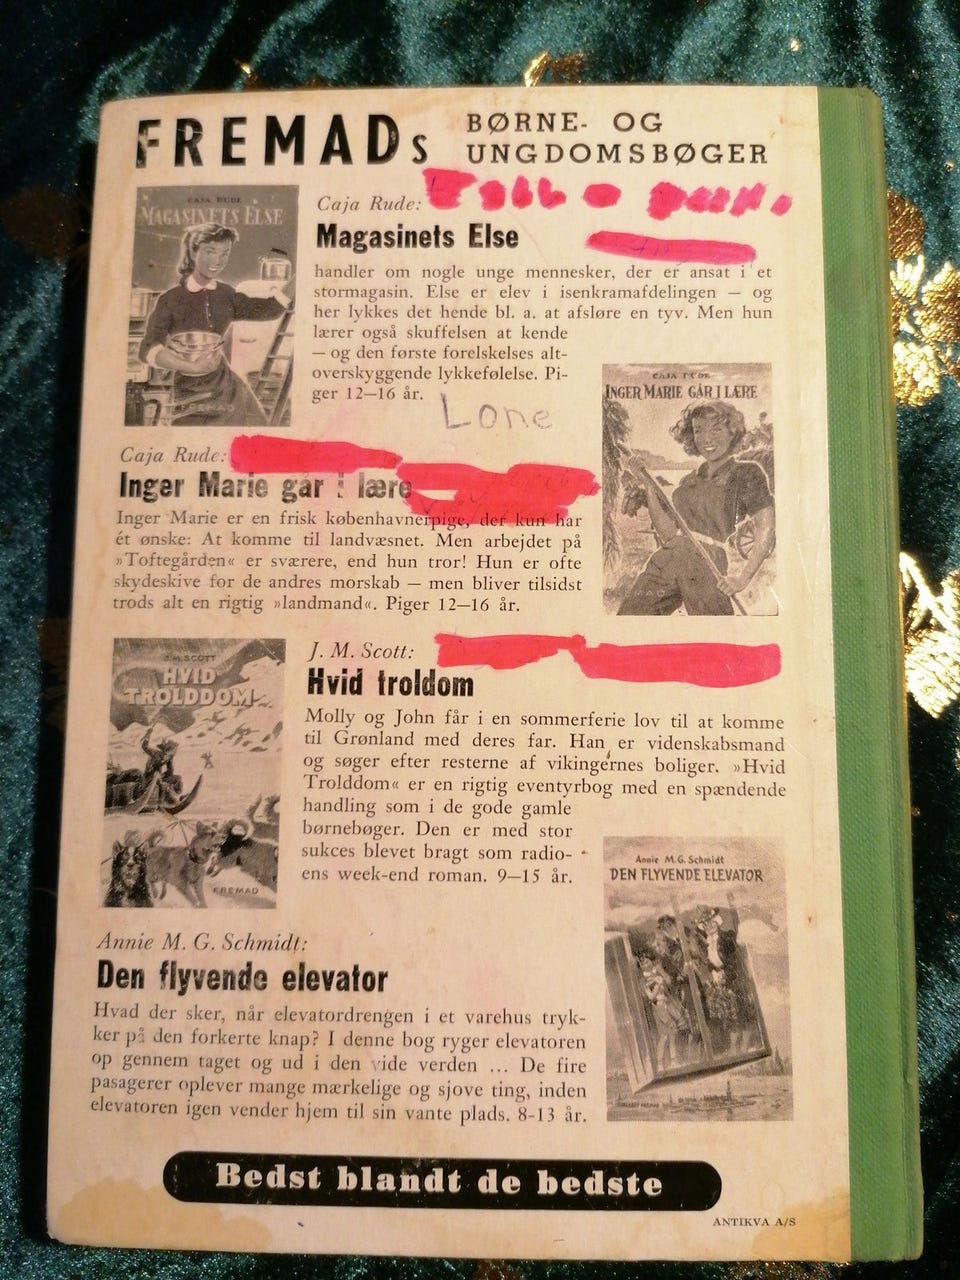 FREMADs BØRNE- OG
UNGDOMSBØGER
CAJA RUDE
MAGASINETS ELSE
FREMAD
Caja Rude:
Magasinets Else
handler om nogle unge mennesker, der er ansat i et
stormagasin. Else er elev i isenkramafdelingen — og
her lykkes det hende bl. a. at afsløre en tyv. Men hun
lærer også skuffelsen at kende
— og den første forelskelses alt-
overskyggende lykkefølelse. Pi-
ger 12—16 år.
Lone
CAJA RUDE
INGER MARIE GÅR I LÆRE
FREMAD
Caja Rude:
Inger Marie går i lære
Inger Marie er en frisk københavnerpige, der kun har
ét ønske: At komme til landvæsnet. Men arbejdet på
»Toftegården« er sværere, end hun tror! Hun er ofte
skydeskive for de andres morskab — men bliver tilsidst
trods alt en rigtig »landmand«. Piger 12—16 år.
J. M. SCOTT
HVID
TROLDDOM
FREMAD
J. M. Scott:
Hvid troldom
Molly og John får i en sommerferie lov til at komme
til Grønland med deres far. Han er videnskabsmand
og søger efter resterne af vikingernes boliger. »Hvid
Trolddom« er en rigtig eventyrbog med en spændende
handling som i de gode gamle
børnebøger. Den er med stor
sukces blevet bragt som radio-
ens week-end roman. 9—15 år.
Annie M. G. Schmidt
DEN FLYVENDE ELEVATOR
Annie M. G. Schmidt:
Den flyvende elevator
Hvad der sker, når elevatordrengen i et varehus tryk-
ker på den forkerte knap? I denne bog ryger elevatoren
op gennem taget og ud i den vide verden ... De fire
pasagerer oplever mange mærkelige og sjove ting, inden
elevatoren igen vender hjem til sin vante plads. 8-13 år.
Bedst blandt de bedste
ANTIKVA A/S